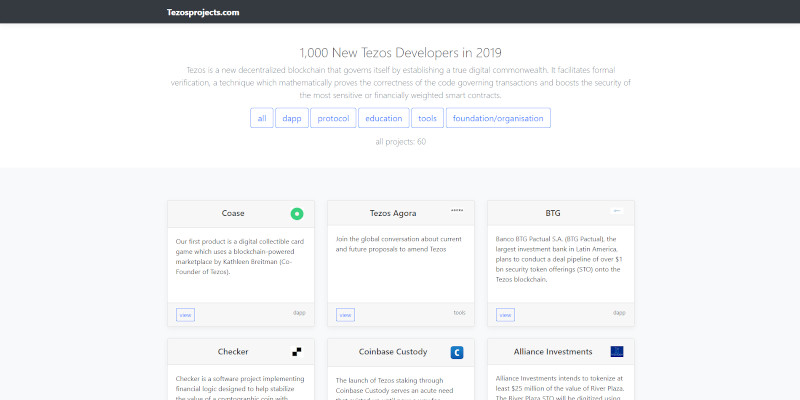 Tezosprojects.com
1,000 New Tezos Developers in 2019
Tezos is a new decentralized blockchain that governs itself by establishing a true digital commonwealth. It facilitates formal
verification, a technique which mathematically proves the correctness of the code governing transactions and boosts the security of
the most sensitive or financially weighted smart contracts.
all dapp protocol education tools foundation/organisation
all projects: 60
Coase
Our first product is a digital collectible card
game which uses a blockchain-powered
marketplace by Kathleen Breitman (Co-
Founder of Tezos).
view dapp
Tezos Agora
Join the global conversation about current
and future proposals to amend Tezos.
view tools
BTG
Banco BTG Pactual S.A. (BTG Pactual), the
largest investment bank in Latin America,
plans to conduct a deal pipeline of over $1
bn security token offerings (STO) onto the
Tezos blockchain.
view dapp
Checker
Checker is a software project implementing
financial logic designed to help stabilize
the value of a cryptographic coin with
Coinbase Custody
The launch of Tezos staking through
Coinbase Custody serves an acute need
Alliance Investments
Alliance Investments intends to tokenize at
least $25 million of the value of River Plaza.
The River Plaza STO will be digitized using